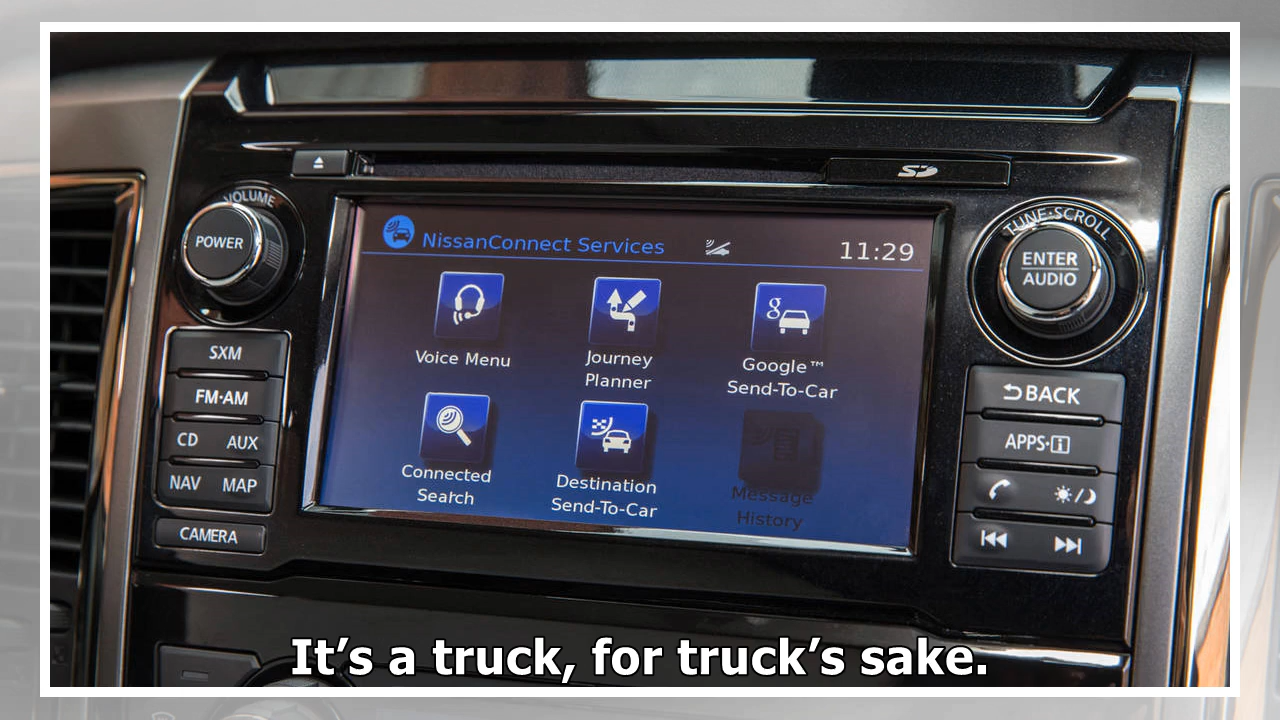 VOLUME
POWER
SXM
FM·AM
CD AUX
NAV MAP
CAMERA
SD
NissanConnect Services 11:29
Voice Menu
Journey
Planner
Google™
Send-To-Car
g
Connected
Search
Destination
Send-To-Car
Message
History
TUNE·SCROLL
ENTER
AUDIO
BACK
APPS·i
It’s a truck, for truck’s sake.